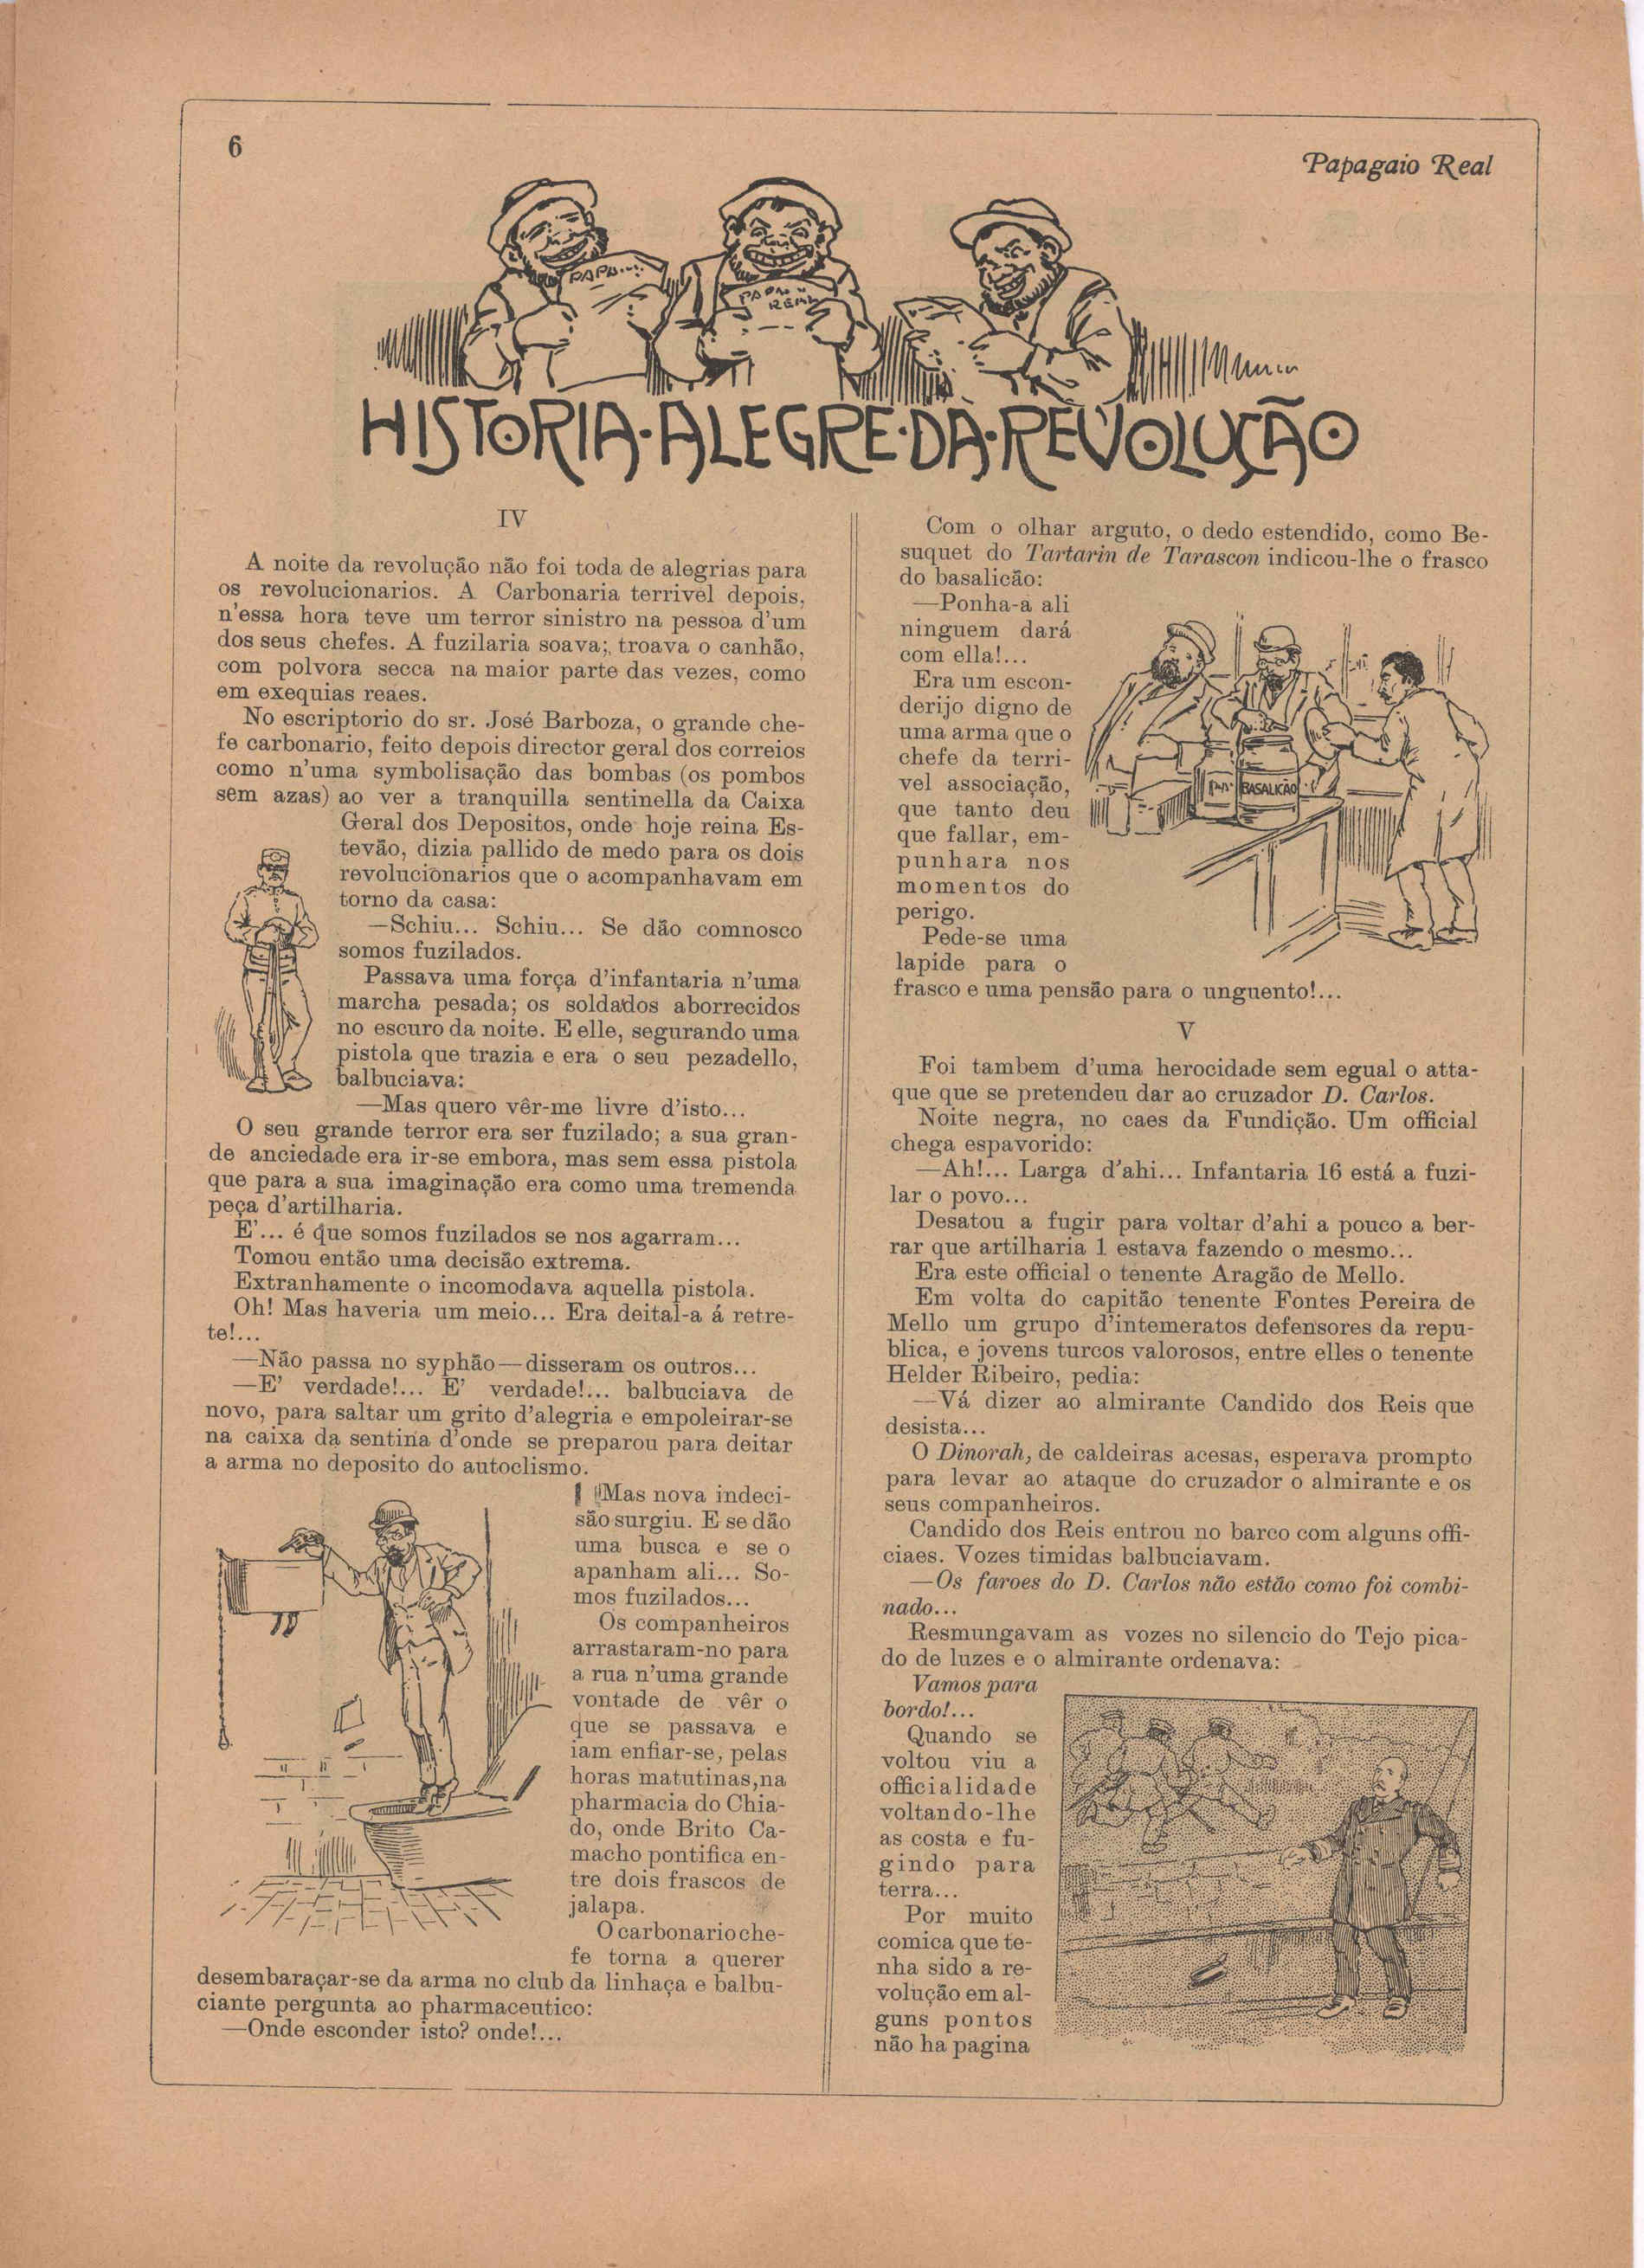 6
Papagaio Real
PAPA
PAPA
REAL
HISTORIA·ALEGRE·DA·REVOLUÇÃO
IV
A noite da revolução não foi toda de alegrias para
os revolucionarios. A Carbonaria terrivel depois,
n'essa hora teve um terror sinistro na pessoa d'um
dos seus chefes. A fuzilaria soava; troava o canhão,
com polvora secca na maior parte das vezes, como
em exequias reaes.
No escriptorio do sr. José Barboza, o grande che-
fe carbonario, feito depois director geral dos correios
como n'uma symbolisação das bombas (os pombos
sem azas) ao ver a tranquilla sentinella da Caixa
Geral dos Depositos, onde hoje reina Es-
tevão, dizia pallido de medo para os dois
revolucionarios que o acompanhavam em
torno da casa:
—Schiu... Schiu... Se dão comnosco
somos fuzilados.
Passava uma força d'infantaria n'uma
marcha pesada; os soldados aborrecidos
no escuro da noite. E elle, segurando uma
pistola que trazia e era o seu pezadello,
balbuciava:
—Mas quero vêr-me livre d'isto...
O seu grande terror era ser fuzilado; a sua gran-
de anciedade era ir-se embora, mas sem essa pistola
que para a sua imaginação era como uma tremenda
peça d'artilharia.
E'... é que somos fuzilados se nos agarram...
Tomou então uma decisão extrema.
Extranhamente o incomodava aquella pistola.
Oh! Mas haveria um meio... Era deital-a á retre-
te!...
—Não passa no syphão—disseram os outros...
—E' verdade!... E' verdade!... balbuciava de
novo, para saltar um grito d'alegria e empoleirar-se
na caixa da sentina d'onde se preparou para deitar
a arma no deposito do autoclismo.
Mas nova indeci-
são surgiu. E se dão
uma busca e se o
apanham ali... So-
mos fuzilados...
Os companheiros
arrastaram-no para
a rua n'uma grande
vontade de vêr o
que se passava e
iam enfiar-se, pelas
horas matutinas,na
pharmacia do Chia-
do, onde Brito Ca-
macho pontifica en-
tre dois frascos de
jalapa.
O carbonario che-
fe torna a querer
desembaraçar-se da arma no club da linhaça e balbu-
ciante pergunta ao pharmaceutico:
—Onde esconder isto? onde!...
Com o olhar arguto, o dedo estendido, como Be-
suquet do Tartarin de Tarascon indicou-lhe o frasco
do basalicão:
—Ponha-a ali
ninguem dará
com ella!...
Era um escon-
derijo digno de
uma arma que o
chefe da terri-
vel associação,
que tanto deu
que fallar, em-
punhara nos
momentos do
perigo.
Pede-se uma
lapide para o
frasco e uma pensão para o unguento!...
BASALICÃO
V
Foi tambem d'uma herocidade sem egual o atta-
que que se pretendeu dar ao cruzador D. Carlos.
Noite negra, no caes da Fundição. Um official
chega espavorido:
—Ah!... Larga d'ahi... Infantaria 16 está a fuzi-
lar o povo...
Desatou a fugir para voltar d'ahi a pouco a ber-
rar que artilharia 1 estava fazendo o mesmo...
Era este official o tenente Aragão de Mello.
Em volta do capitão tenente Fontes Pereira de
Mello um grupo d'intemeratos defensores da repu-
blica, e jovens turcos valorosos, entre elles o tenente
Helder Ribeiro, pedia:
—Vá dizer ao almirante Candido dos Reis que
desista...
O Dinorah, de caldeiras acesas, esperava prompto
para levar ao ataque do cruzador o almirante e os
seus companheiros.
Candido dos Reis entrou no barco com alguns offi-
ciaes. Vozes timidas balbuciavam.
—Os faroes do D. Carlos não estão como foi combi-
nado...
Resmungavam as vozes no silencio do Tejo pica-
do de luzes e o almirante ordenava:
Vamos para
bordo!...
Quando se
voltou viu a
officialidade
voltando-lhe
as costa e fu-
gindo para
terra...
Por muito
comica que te-
nha sido a re-
volução em al-
guns pontos
não ha pagina